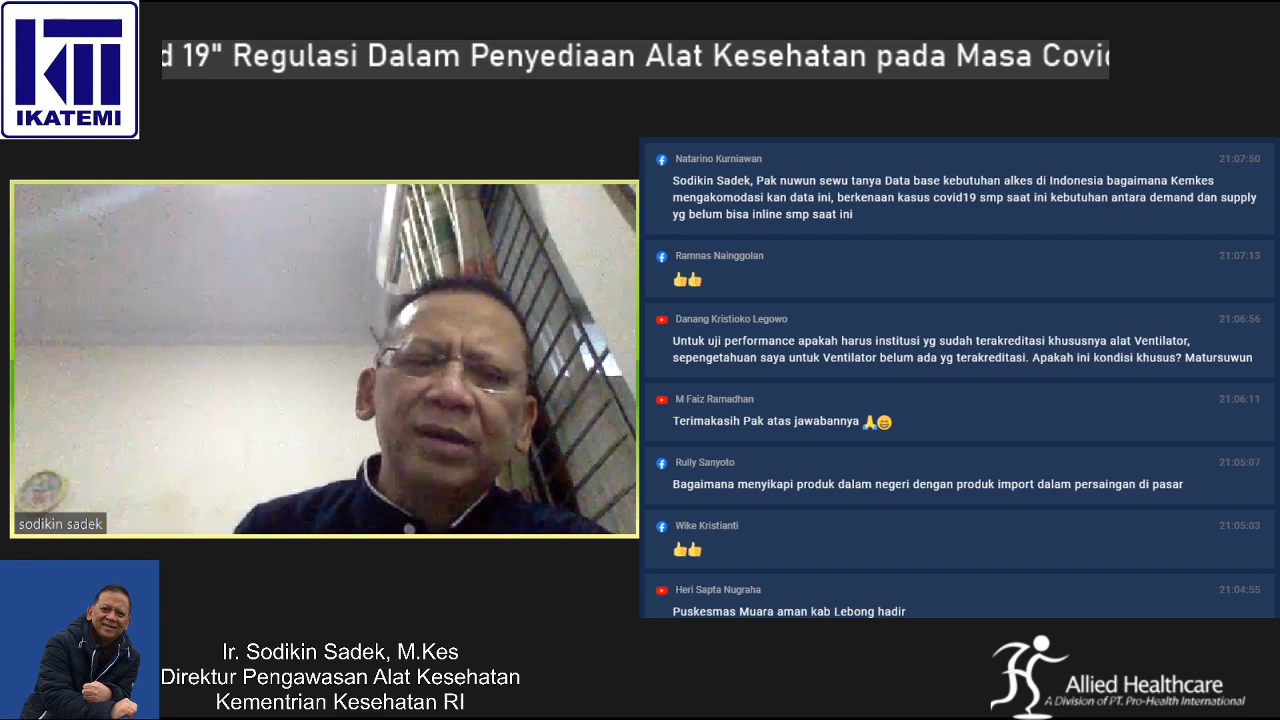 IKATEMI
d 19" Regulasi Dalam Penyediaan Alat Kesehatan pada Masa Covi
Natarino Kurniawan 21:07:50
Sodikin Sadek, Pak nuwun sewu tanya Data base kebutuhan alkes di Indonesia bagaimana Kemkes
mengakomodasi kan data ini, berkenaan kasus covid19 smp saat ini kebutuhan antara demand dan supply
yg belum bisa inline smp saat ini
Ramnas Nainggolan 21:07:13
👍👍
Danang Kristioko Legowo 21:06:56
Untuk uji performance apakah harus institusi yg sudah terakreditasi khususnya alat Ventilator,
sepengetahuan saya untuk Ventilator belum ada yg terakreditasi. Apakah ini kondisi khusus? Matursuwun
M Faiz Ramadhan 21:06:11
Terimakasih Pak atas jawabannya 🙏😄
Rully Sanyoto 21:05:07
Bagaimana menyikapi produk dalam negeri dengan produk import dalam persaingan di pasar
Wike Kristianti 21:05:03
👍👍
Heri Sapta Nugraha 21:04:55
Puskesmas Muara aman kab Lebong hadir
sodikin sadek
Ir. Sodikin Sadek, M.Kes
Direktur Pengawasan Alat Kesehatan
Kementrian Kesehatan RI
Allied Healthcare
A Division of PT. Pro-Health International